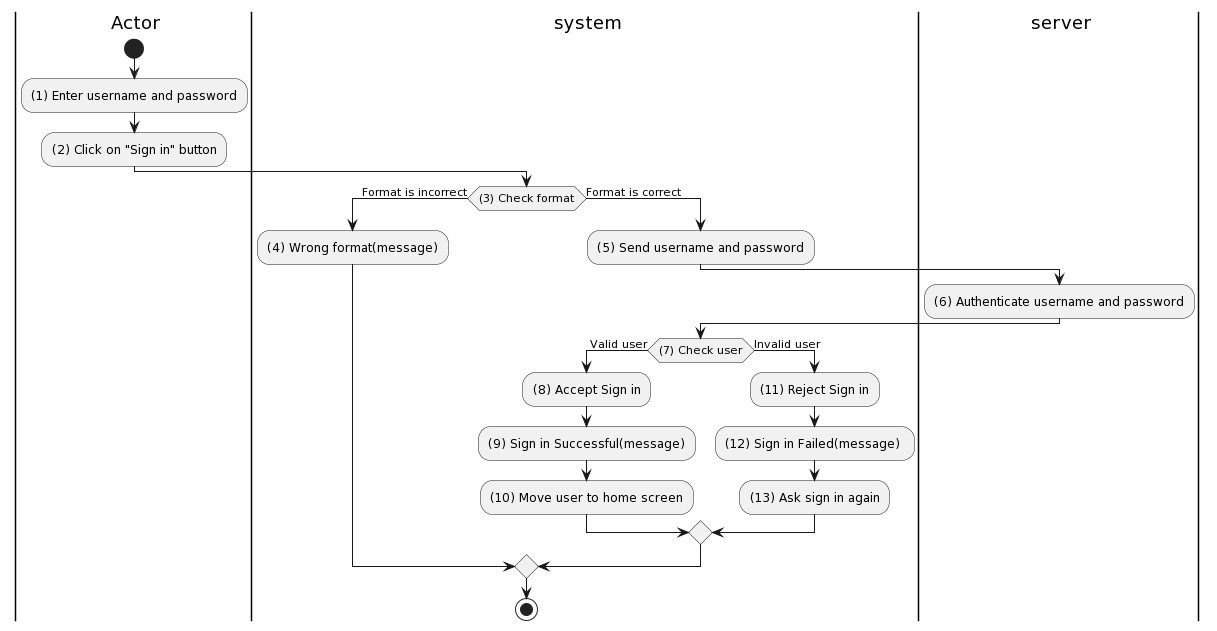 Actor
system
server
(1) Enter username and password
(2) Click on "Sign in" button
Format is incorrect
(3) Check format
Format is correct
(4) Wrong format(message)
(5) Send username and password
(6) Authenticate username and password
Valid user
(7) Check user
Invalid user
(8) Accept Sign in
(11) Reject Sign in
(9) Sign in Successful(message)
(12) Sign in Failed(message)
(10) Move user to home screen
(13) Ask sign in again